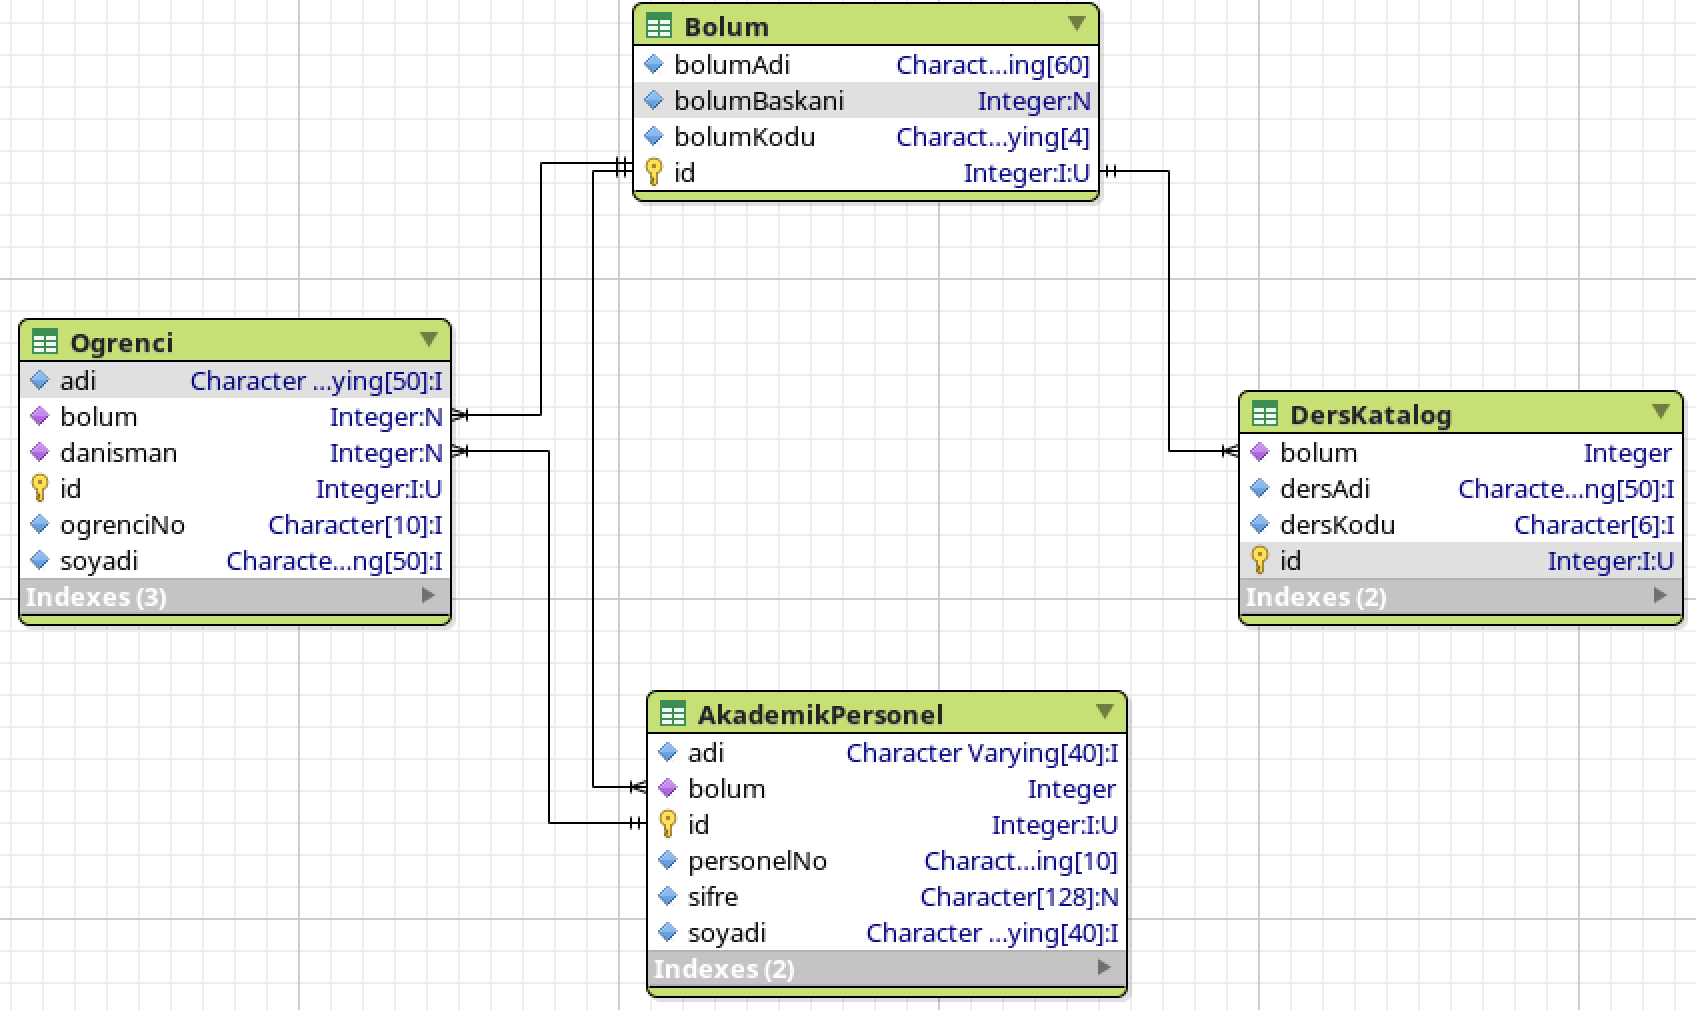 Bolum
bolumAdi Charact...ing[60]
bolumBaskani Integer:N
bolumKodu Charact...ying[4]
id Integer:I:U
Ogrenci
adi Character ...ying[50]:I
bolum Integer:N
danisman Integer:N
id Integer:I:U
ogrenciNo Character[10]:I
soyadi Characte...ng[50]:I
Indexes (3)
DersKatalog
bolum Integer
dersAdi Characte...ng[50]:I
dersKodu Character[6]:I
id Integer:I:U
Indexes (2)
AkademikPersonel
adi Character Varying[40]:I
bolum Integer
id Integer:I:U
personelNo Charact...ing[10]
sifre Character[128]:N
soyadi Character ...ying[40]:I
Indexes (2)